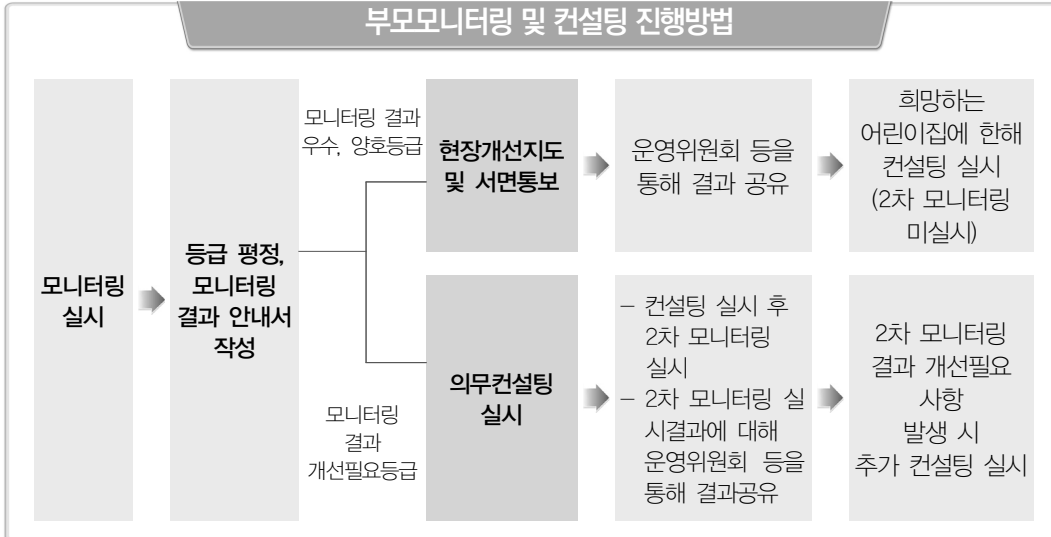 부모모니터링 및 컨설팅 진행방법
모니터링
실시
등급 평정,
모니터링
결과 안내서
작성
모니터링 결과
우수, 양호등급
현장개선지도
및 서면통보
운영위원회 등을
통해 결과 공유
희망하는
어린이집에 한해
컨설팅 실시
(2차 모니터링
미실시)
모니터링
결과
개선필요등급
의무컨설팅
실시
– 컨설팅 실시 후
2차 모니터링
실시
– 2차 모니터링 실
시결과에 대해
운영위원회 등을
통해 결과공유
2차 모니터링
결과 개선필요
사항
발생 시
추가 컨설팅 실시